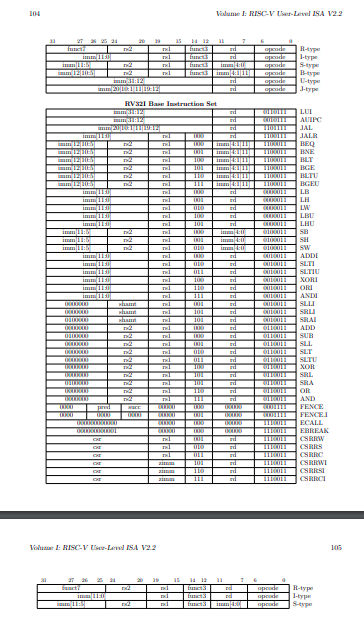 104 Volume I: RISC-V User-Level ISA V2.2
31 27 26 25 24 20 19 15 14 12 11 7 6 0
funct7 rs2 rs1 funct3 rd opcode R-type
imm[11:0] rs1 funct3 rd opcode I-type
imm[11:5] rs2 rs1 funct3 imm[4:0] opcode S-type
imm[12|10:5] rs2 rs1 funct3 imm[4:1|11] opcode B-type
imm[31:12] rd opcode U-type
imm[20|10:1|11|19:12] rd opcode J-type
RV32I Base Instruction Set
imm[31:12] rd 0110111 LUI
imm[31:12] rd 0010111 AUIPC
imm[20|10:1|11|19:12] rd 1101111 JAL
imm[11:0] rs1 000 rd 1100111 JALR
imm[12|10:5] rs2 rs1 000 imm[4:1|11] 1100011 BEQ
imm[12|10:5] rs2 rs1 001 imm[4:1|11] 1100011 BNE
imm[12|10:5] rs2 rs1 100 imm[4:1|11] 1100011 BLT
imm[12|10:5] rs2 rs1 101 imm[4:1|11] 1100011 BGE
imm[12|10:5] rs2 rs1 110 imm[4:1|11] 1100011 BLTU
imm[12|10:5] rs2 rs1 111 imm[4:1|11] 1100011 BGEU
imm[11:0] rs1 000 rd 0000011 LB
imm[11:0] rs1 001 rd 0000011 LH
imm[11:0] rs1 010 rd 0000011 LW
imm[11:0] rs1 100 rd 0000011 LBU
imm[11:0] rs1 101 rd 0000011 LHU
imm[11:5] rs2 rs1 000 imm[4:0] 0100011 SB
imm[11:5] rs2 rs1 001 imm[4:0] 0100011 SH
imm[11:5] rs2 rs1 010 imm[4:0] 0100011 SW
imm[11:0] rs1 000 rd 0010011 ADDI
imm[11:0] rs1 010 rd 0010011 SLTI
imm[11:0] rs1 011 rd 0010011 SLTIU
imm[11:0] rs1 100 rd 0010011 XORI
imm[11:0] rs1 110 rd 0010011 ORI
imm[11:0] rs1 111 rd 0010011 ANDI
0000000 shamt rs1 001 rd 0010011 SLLI
0000000 shamt rs1 101 rd 0010011 SRLI
0100000 shamt rs1 101 rd 0010011 SRAI
0000000 rs2 rs1 000 rd 0110011 ADD
0100000 rs2 rs1 000 rd 0110011 SUB
0000000 rs2 rs1 001 rd 0110011 SLL
0000000 rs2 rs1 010 rd 0110011 SLT
0000000 rs2 rs1 011 rd 0110011 SLTU
0000000 rs2 rs1 100 rd 0110011 XOR
0000000 rs2 rs1 101 rd 0110011 SRL
0100000 rs2 rs1 101 rd 0110011 SRA
0000000 rs2 rs1 110 rd 0110011 OR
0000000 rs2 rs1 111 rd 0110011 AND
0000 pred succ 00000 000 00000 0001111 FENCE
0000 0000 0000 00000 001 00000 0001111 FENCE.I
000000000000 00000 000 00000 1110011 ECALL
000000000001 00000 000 00000 1110011 EBREAK
csr rs1 001 rd 1110011 CSRRW
csr rs1 010 rd 1110011 CSRRS
csr rs1 011 rd 1110011 CSRRC
csr zimm 101 rd 1110011 CSRRWI
csr zimm 110 rd 1110011 CSRRSI
csr zimm 111 rd 1110011 CSRRCI
Volume I: RISC-V User-Level ISA V2.2 105
31 27 26 25 24 20 19 15 14 12 11 7 6 0
funct7 rs2 rs1 funct3 rd opcode R-type
imm[11:0] rs1 funct3 rd opcode I-type
imm[11:5] rs2 rs1 funct3 imm[4:0] opcode S-type